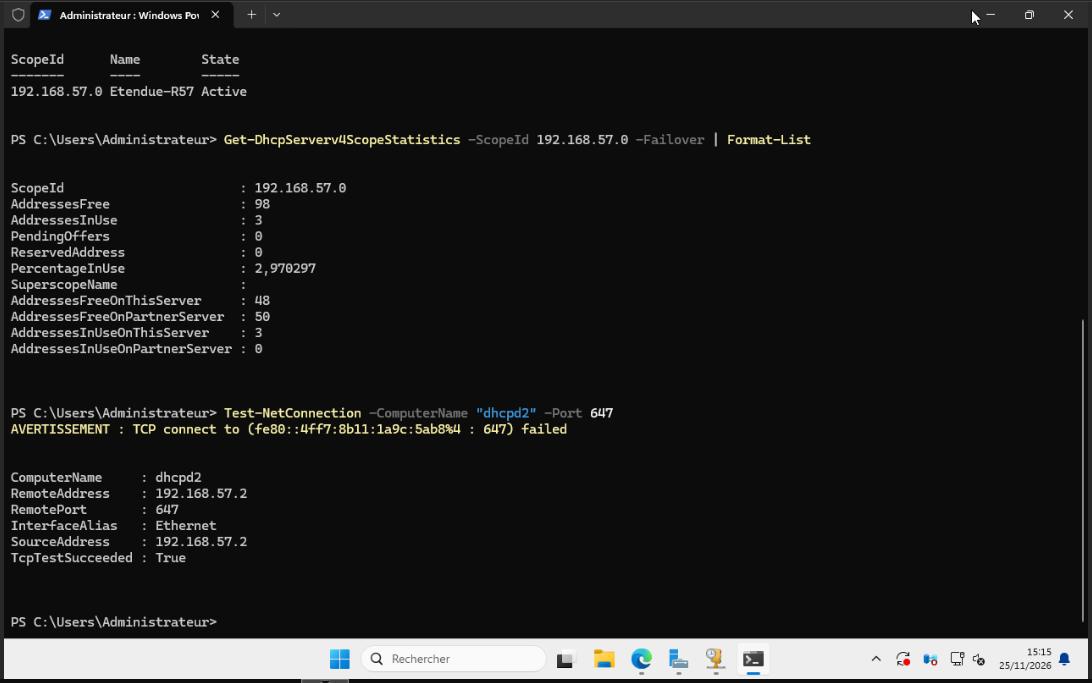 Administrateur : Windows Pov
ScopeId      Name        State
-------      ----        -----
192.168.57.0 Etendue-R57 Active
PS C:\Users\Administrateur> Get-DhcpServerv4ScopeStatistics -ScopeId 192.168.57.0 -Failover | Format-List
ScopeId                       : 192.168.57.0
AddressesFree                 : 98
AddressesInUse                : 3
PendingOffers                 : 0
ReservedAddress               : 0
PercentageInUse               : 2,970297
SuperscopeName                :
AddressesFreeOnThisServer     : 48
AddressesFreeOnPartnerServer  : 50
AddressesInUseOnThisServer    : 3
AddressesInUseOnPartnerServer : 0
PS C:\Users\Administrateur> Test-NetConnection -ComputerName "dhcpd2" -Port 647
AVERTISSEMENT : TCP connect to (fe80::4ff7:8b11:1a9c:5ab8%4 : 647) failed
ComputerName     : dhcpd2
RemoteAddress    : 192.168.57.2
RemotePort       : 647
InterfaceAlias   : Ethernet
SourceAddress    : 192.168.57.2
TcpTestSucceeded : True
PS C:\Users\Administrateur>
Rechercher
15:15
25/11/2026